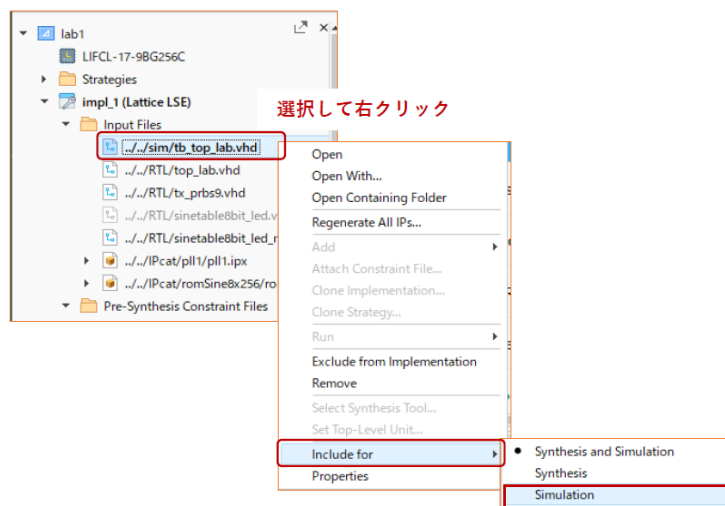 lab1
LIFCL-17-9BG256C
Strategies
impl_1 (Lattice LSE)
選択して右クリック
Input Files
../../sim/tb_top_lab.vhd
../../RTL/top_lab.vhd
../../RTL/tx_prbs9.vhd
../../RTL/sinetable8bit_led.v
../../RTL/sinetable8bit_led_r
../../IPcat/pll1/pll1.ipx
../../IPcat/romSine8x256/ro
Pre-Synthesis Constraint Files
Open
Open With...
Open Containing Folder
Regenerate All IPs...
Add
Attach Constraint File...
Clone Implementation...
Clone Strategy...
Run
Exclude from Implementation
Remove
Select Synthesis Tool...
Set Top-Level Unit...
Include for
Properties
Synthesis and Simulation
Synthesis
Simulation